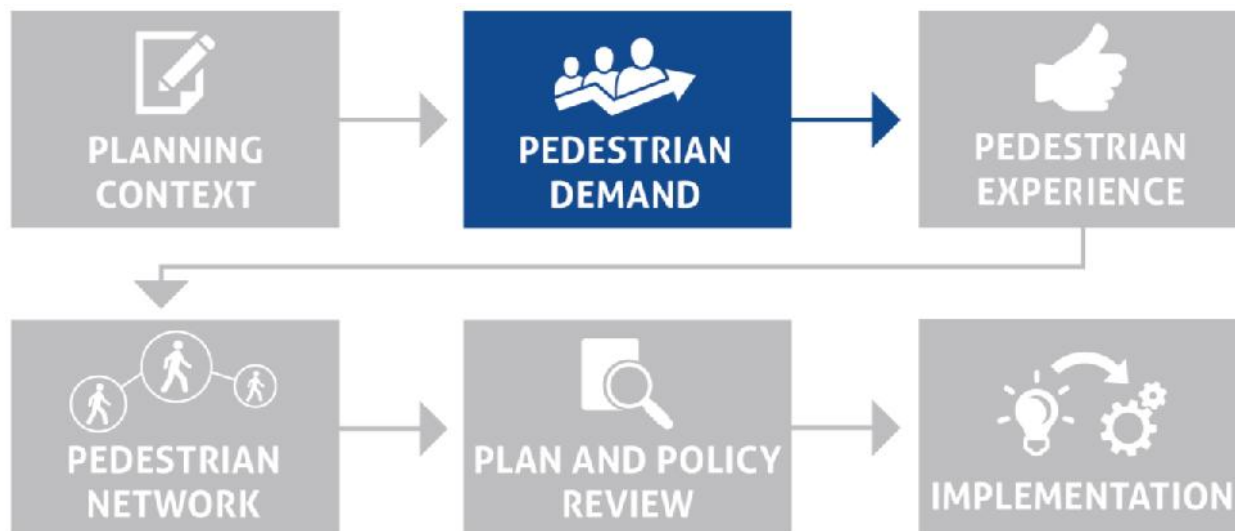 PLANNING
CONTEXT
PEDESTRIAN
DEMAND
PEDESTRIAN
EXPERIENCE
PEDESTRIAN
NETWORK
PLAN AND POLICY
REVIEW
IMPLEMENTATION